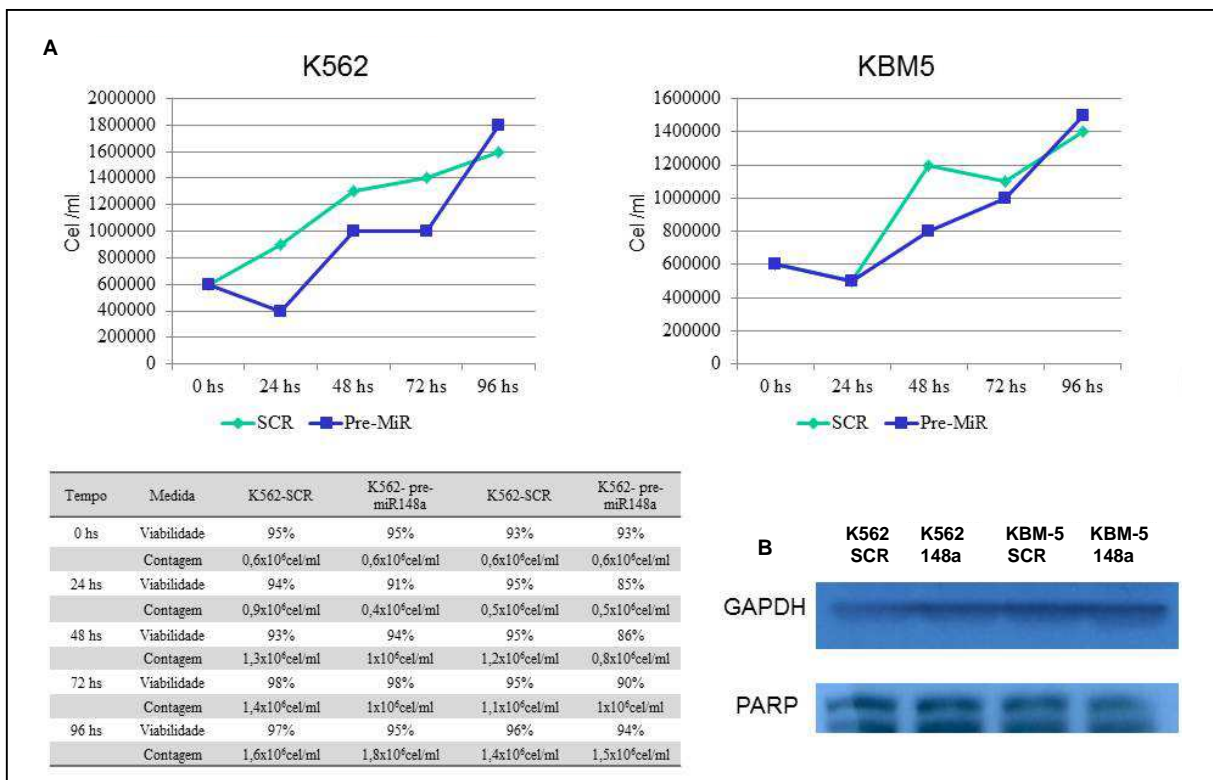 A
K562
2000000
1800000
1600000
1400000
1200000
1000000
800000
600000
400000
200000
0
Cel /ml
0 hs 24 hs 48 hs 72 hs 96 hs
SCR Pre-MiR
KBM5
1600000
1400000
1200000
1000000
800000
600000
400000
200000
0
Cel /ml
0 hs 24 hs 48 hs 72 hs 96 hs
SCR Pre-MiR
Tempo Medida K562-SCR K562- pre-miR148a K562-SCR K562- pre-miR148a
0 hs Viabilidade 95% 95% 93% 93%
Contagem 0,6x10⁶cel/ml 0,6x10⁶cel/ml 0,6x10⁶cel/ml 0,6x10⁶cel/ml
24 hs Viabilidade 94% 91% 95% 85%
Contagem 0,9x10⁶cel/ml 0,4x10⁶cel/ml 0,5x10⁶cel/ml 0,5x10⁶cel/ml
48 hs Viabilidade 93% 94% 95% 86%
Contagem 1,3x10⁶cel/ml 1x10⁶cel/ml 1,2x10⁶cel/ml 0,8x10⁶cel/ml
72 hs Viabilidade 98% 98% 95% 90%
Contagem 1,4x10⁶cel/ml 1x10⁶cel/ml 1,1x10⁶cel/ml 1x10⁶cel/ml
96 hs Viabilidade 97% 95% 96% 94%
Contagem 1,6x10⁶cel/ml 1,8x10⁶cel/ml 1,4x10⁶cel/ml 1,5x10⁶cel/ml
B
K562 K562 KBM-5 KBM-5
SCR 148a SCR 148a
GAPDH
PARP